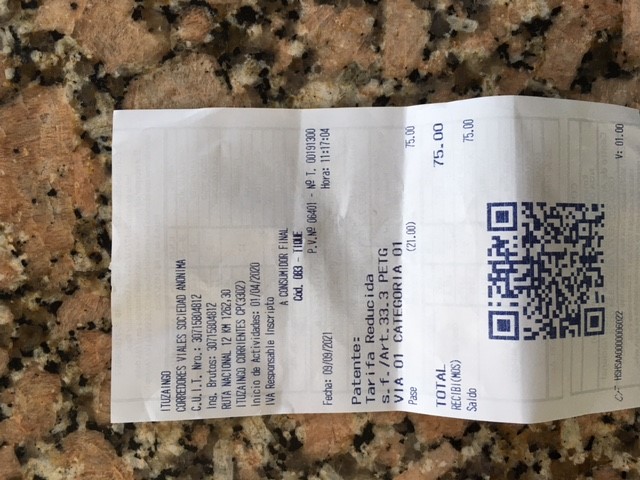 ITUZAINGO
CORREDORES VIALES SOCIEDAD ANONIMA
C.U.I.T. Nro.: 30715804812
Ing. Brutos: 30715804812
RUTA NACIONAL 12 KM 1262,30
ITUZAINGO CORRIENTES CP(3302)
Inicio de Actividades: 01/04/2020
IVA Responsable Inscripto
A CONSUMIDOR FINAL
Cód. 083 - TIQUE
P.V.Nº 06401 - Nº T. 00191300
Fecha: 09/09/2021 Hora: 11:17:04
Patente:
Tarifa Reducida
s.f./Art.33.3 PETG
VIA 01 CATEGORIA 01
Pase (21.00) 75.00
TOTAL 75.00
RECIBI(MOS)
Saldo 75.00
CF HSHSAA0000006022 V: 01.00